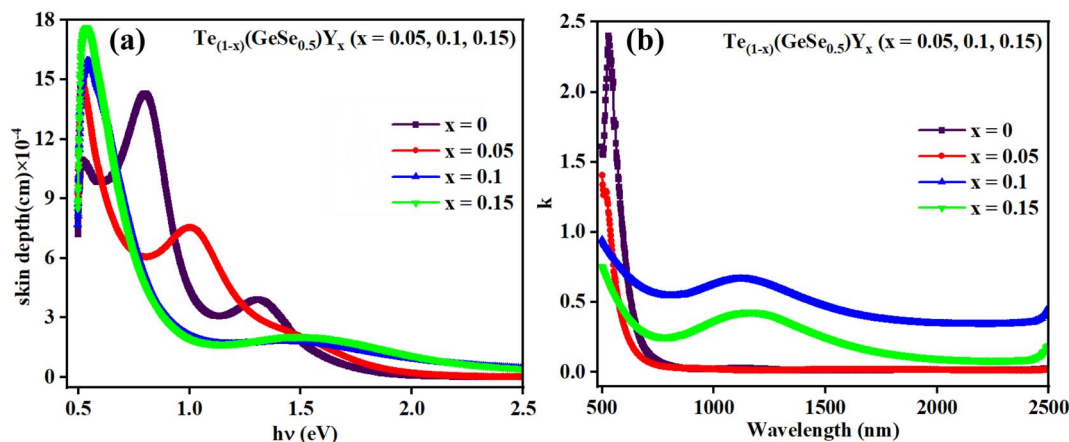 (a)
Te(1-x)(GeSe0.5)Yx (x = 0.05, 0.1, 0.15)
x = 0
x = 0.05
x = 0.1
x = 0.15
skin depth(cm)×10-4
18
15
12
9
6
3
0
0.5 1.0 1.5 2.0 2.5
hν (eV)
(b)
Te(1-x)(GeSe0.5)Yx (x = 0.05, 0.1, 0.15)
x = 0
x = 0.05
x = 0.1
x = 0.15
k
2.5
2.0
1.5
1.0
0.5
0.0
500 1000 1500 2000 2500
Wavelength (nm)